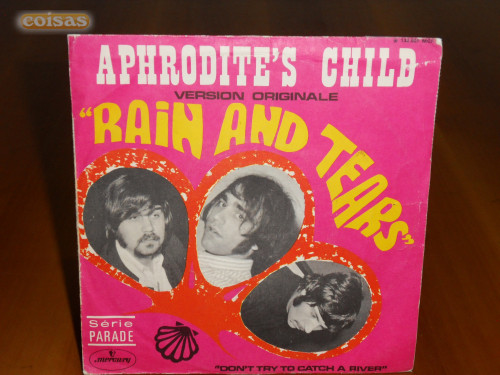 coisas
APHRODITE'S CHILD
VERSION ORIGINALE
"RAIN AND TEARS"
Série
PARADE
mercury
"DON'T TRY TO CATCH A RIVER"